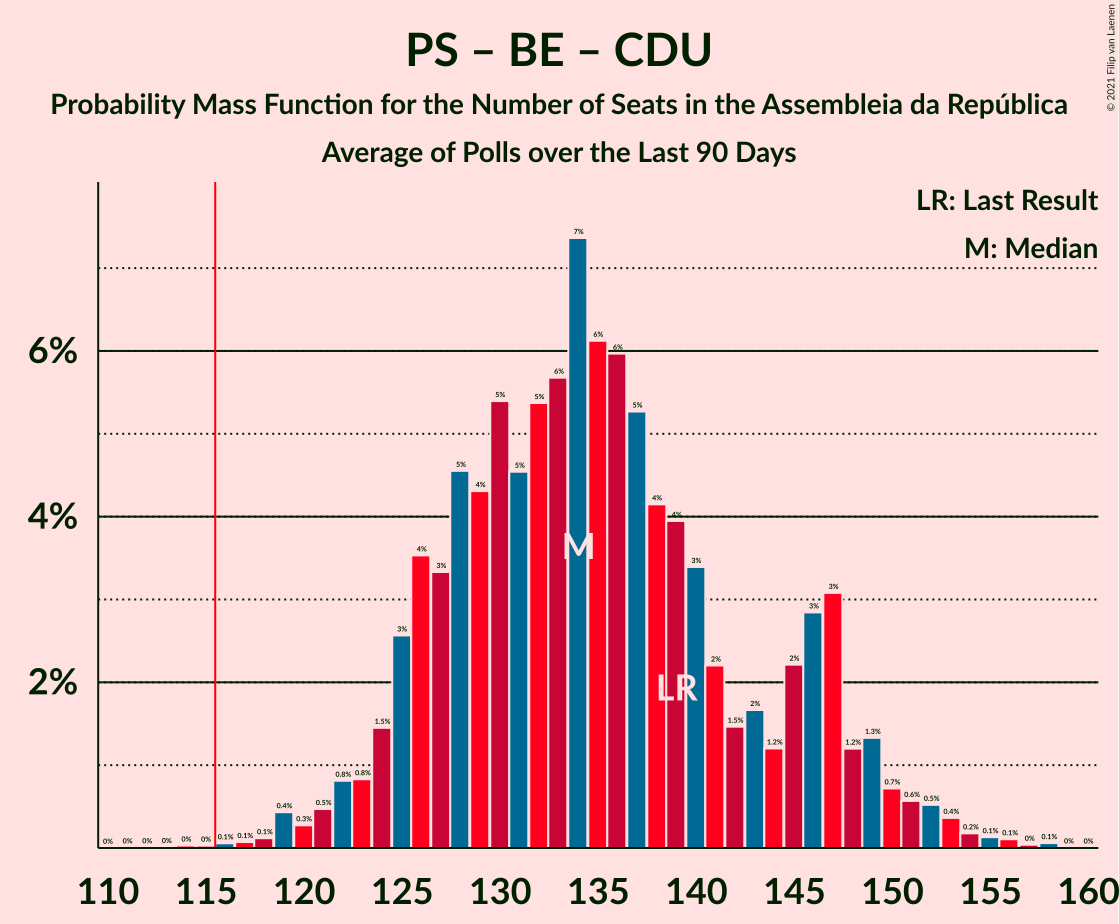 PS – BE – CDU
Probability Mass Function for the Number of Seats in the Assembleia da República
Average of Polls over the Last 90 Days
© 2021 Filip van Laenen
LR: Last Result
M: Median
6%
4%
2%
0% 0% 0% 0% 0% 0% 0.1% 0.1% 0.1% 0.4% 0.3% 0.5% 0.8% 0.8% 1.5% 3% 4% 3% 5% 4% 5% 5% 5% 6% 7% 6% 6% 5% 4% 4% 3% 2% 1.5% 2% 1.2% 2% 3% 3% 1.2% 1.3% 0.7% 0.6% 0.5% 0.4% 0.2% 0.1% 0.1% 0% 0.1% 0% 0%
M
LR
110 115 120 125 130 135 140 145 150 155 160